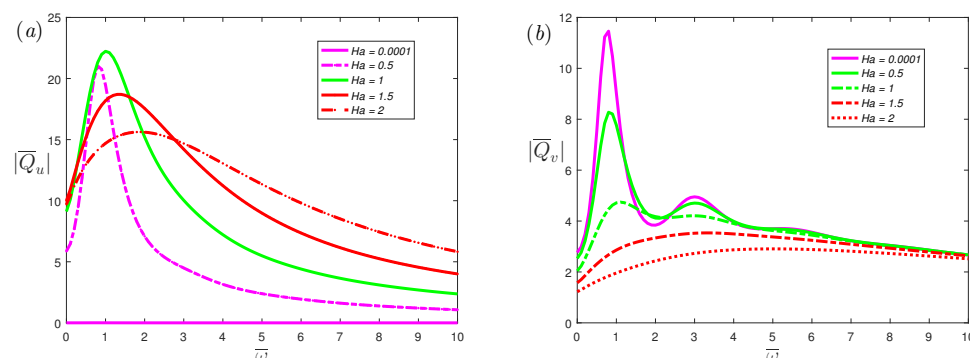 (a)
25
20
15
10
5
0
|Q̅ᵤ|
Ha = 0.0001
Ha = 0.5
Ha = 1
Ha = 1.5
Ha = 2
0 1 2 3 4 5 6 7 8 9 10
(b)
12
10
8
6
4
2
0
|Q̅ᵥ|
Ha = 0.0001
Ha = 0.5
Ha = 1
Ha = 1.5
Ha = 2
0 1 2 3 4 5 6 7 8 9 10